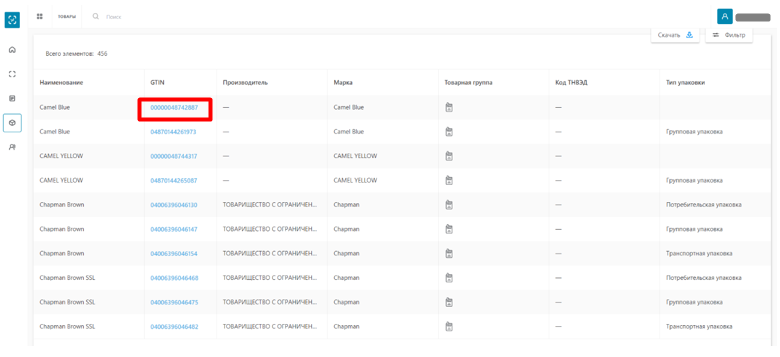 ТОВАРЫ Поиск
Скачать Фильтр
Всего элементов: 456
Наименование GTIN Производитель Марка Товарная группа Код ТНВЭД Тип упаковки
Camel Blue 00000048742887 — Camel Blue —
Camel Blue 04870144261973 — Camel Blue — Групповая упаковка
CAMEL YELLOW 00000048744317 — CAMEL YELLOW —
CAMEL YELLOW 04870144265087 — CAMEL YELLOW — Групповая упаковка
Chapman Brown 04006396046130 ТОВАРИЩЕСТВО С ОГРАНИЧЕН... Chapman — Потребительская упаковка
Chapman Brown 04006396046147 ТОВАРИЩЕСТВО С ОГРАНИЧЕН... Chapman — Групповая упаковка
Chapman Brown 04006396046154 ТОВАРИЩЕСТВО С ОГРАНИЧЕН... Chapman — Транспортная упаковка
Chapman Brown SSL 04006396046468 ТОВАРИЩЕСТВО С ОГРАНИЧЕН... Chapman — Потребительская упаковка
Chapman Brown SSL 04006396046475 ТОВАРИЩЕСТВО С ОГРАНИЧЕН... Chapman — Групповая упаковка
Chapman Brown SSL 04006396046482 ТОВАРИЩЕСТВО С ОГРАНИЧЕН... Chapman — Транспортная упаковка